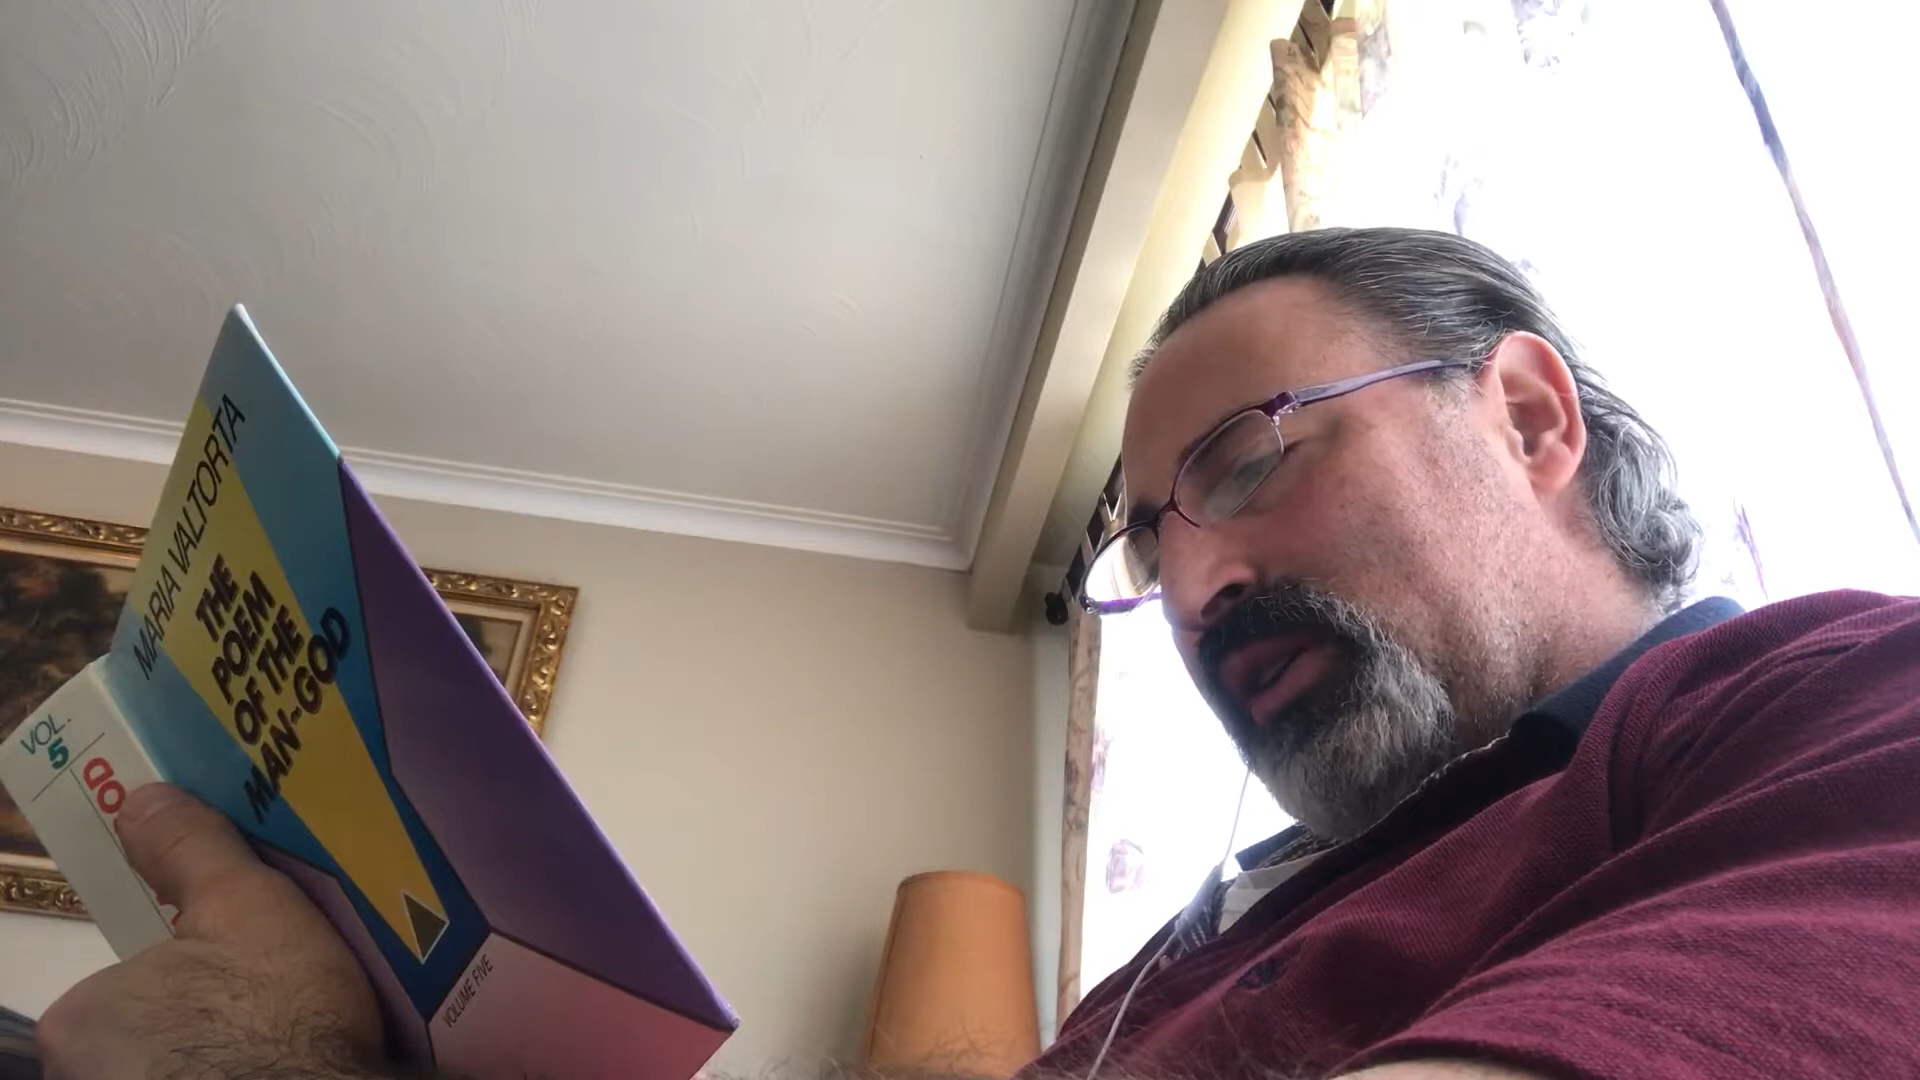 MARIA VALTORTA
THE
POEM
OF THE
MAN-GOD
VOLUME FIVE
VOL.
5